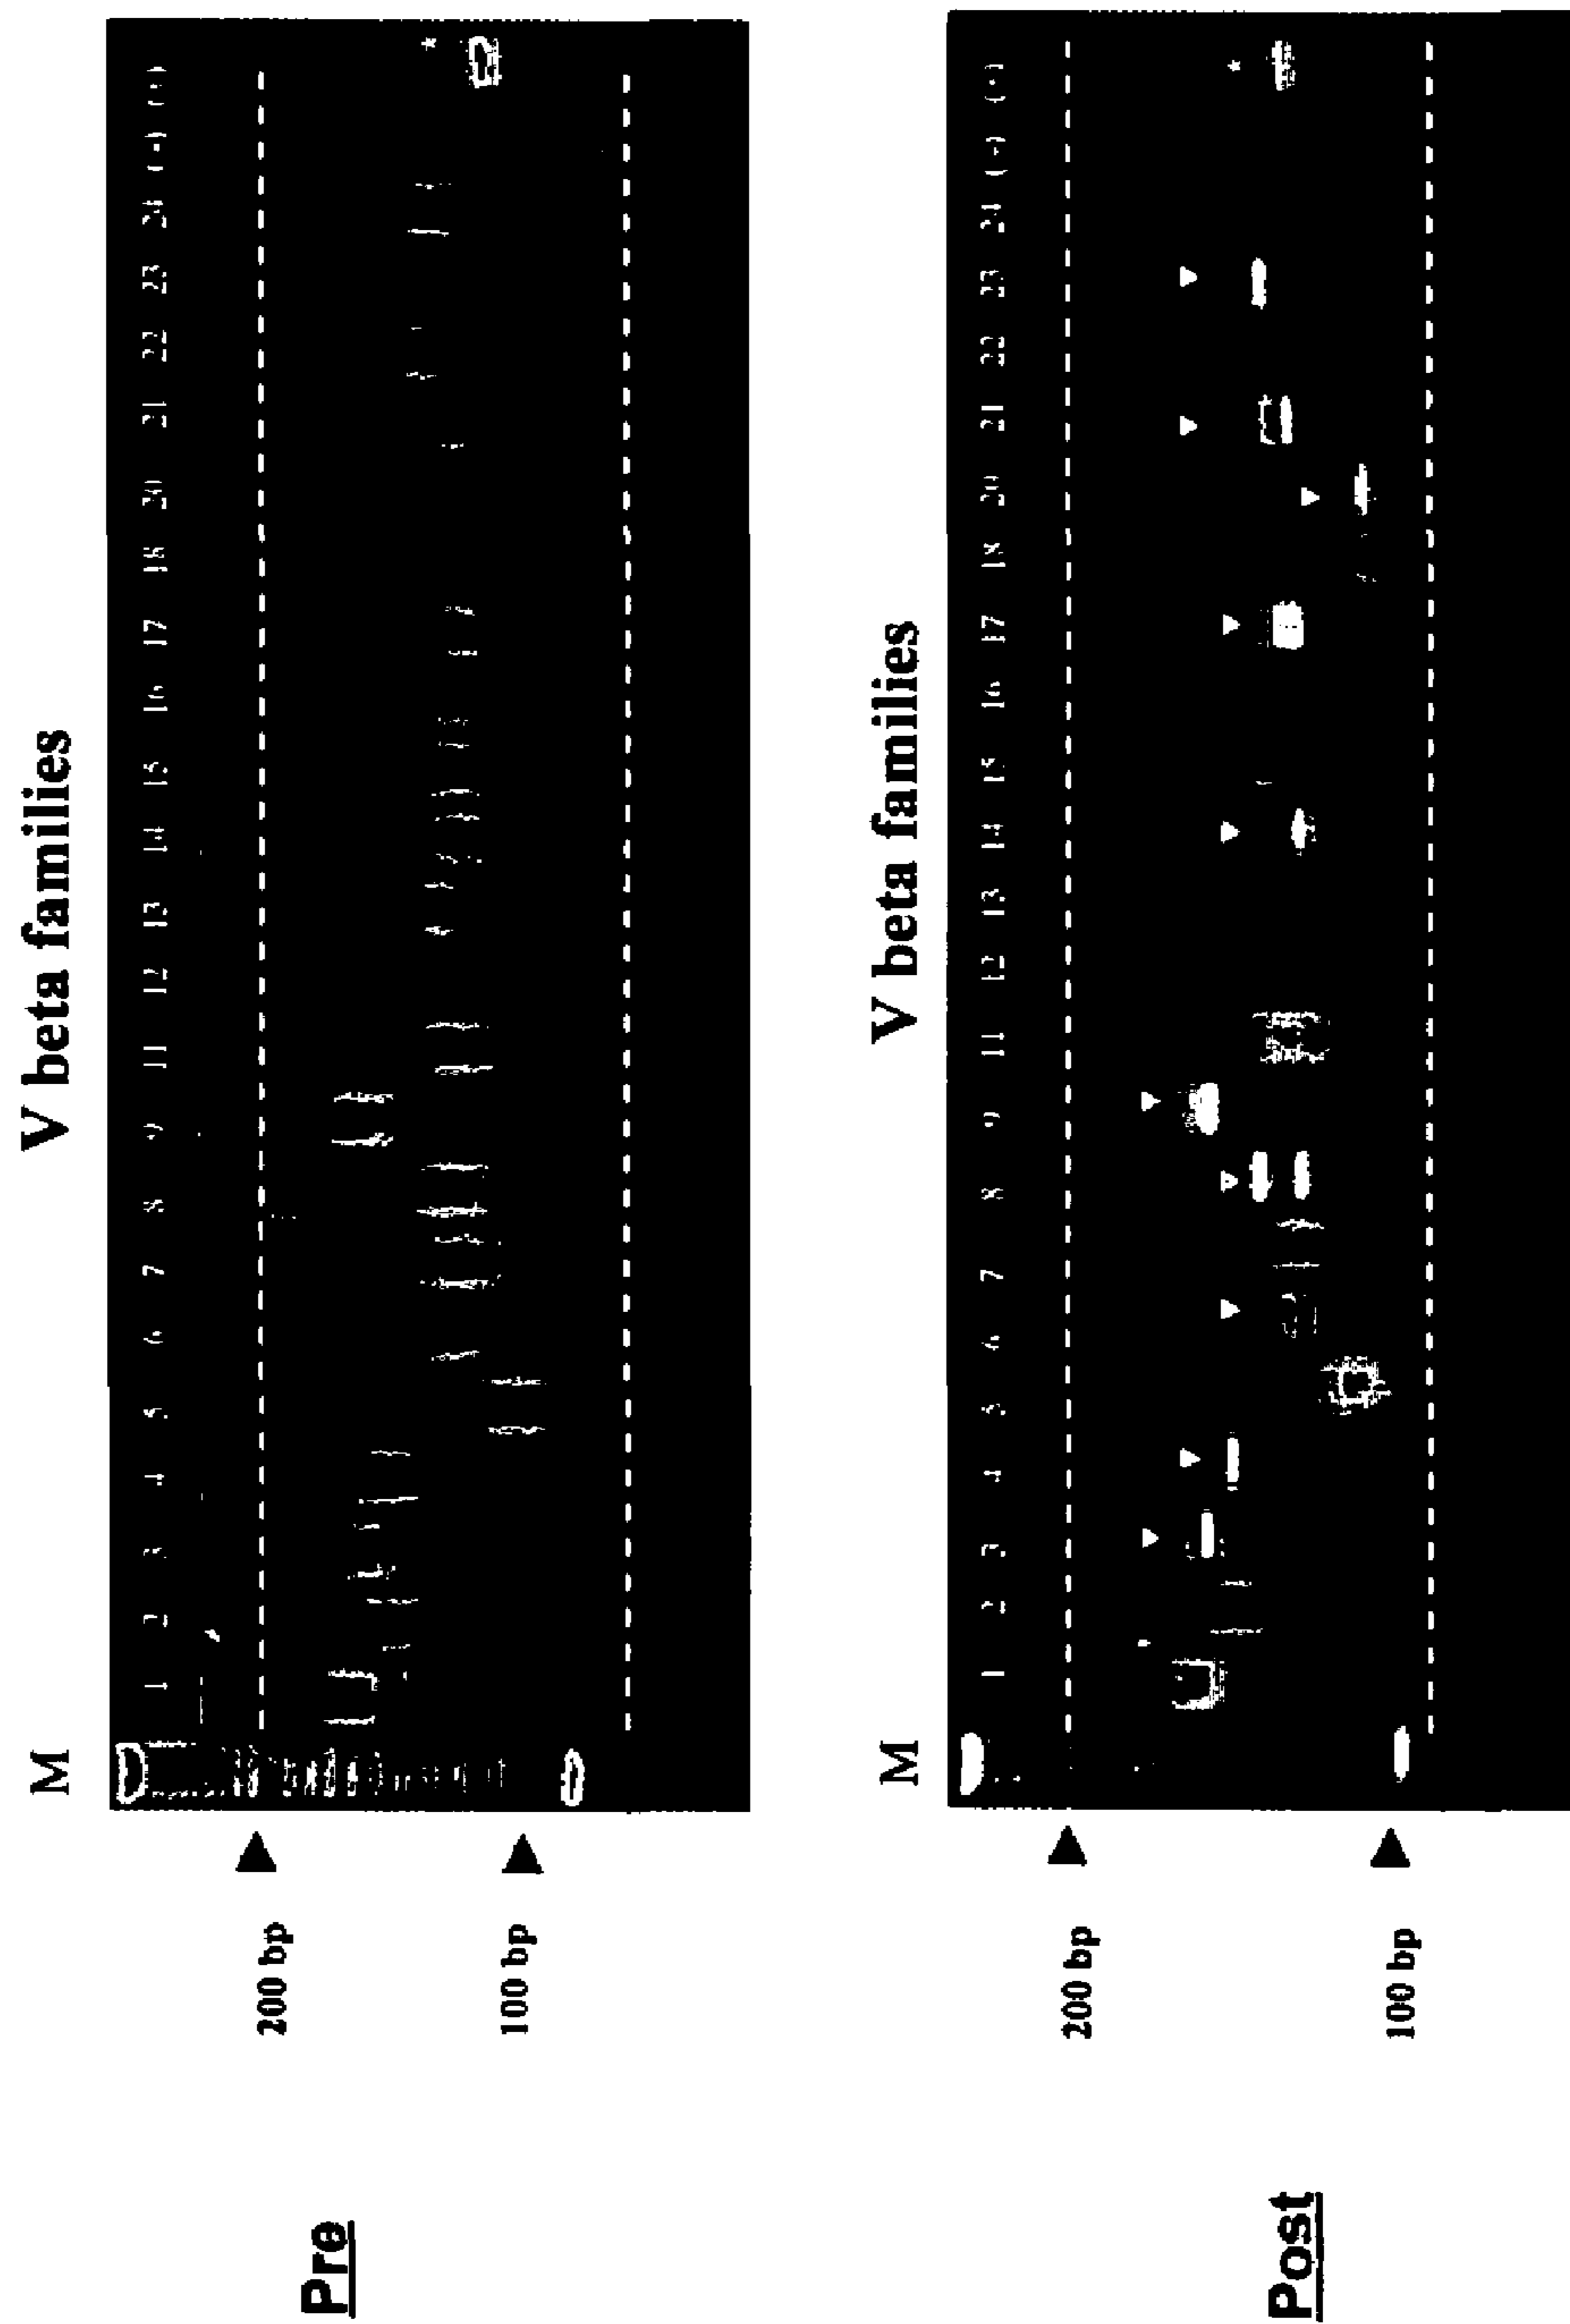 V beta families
M
1 2 3 4 5 6 7 8 9 11 12 13 14 15 16 17 18 20 21 22 23 24 (-) (+)
200 bp
*
Pre
100 bp
V beta families
M
1 2 3 4 5 6 7 8 9 11 12 13 14 15 16 17 18 20 21 22 23 24 (-) (+)
200 bp
*
Post
100 bp